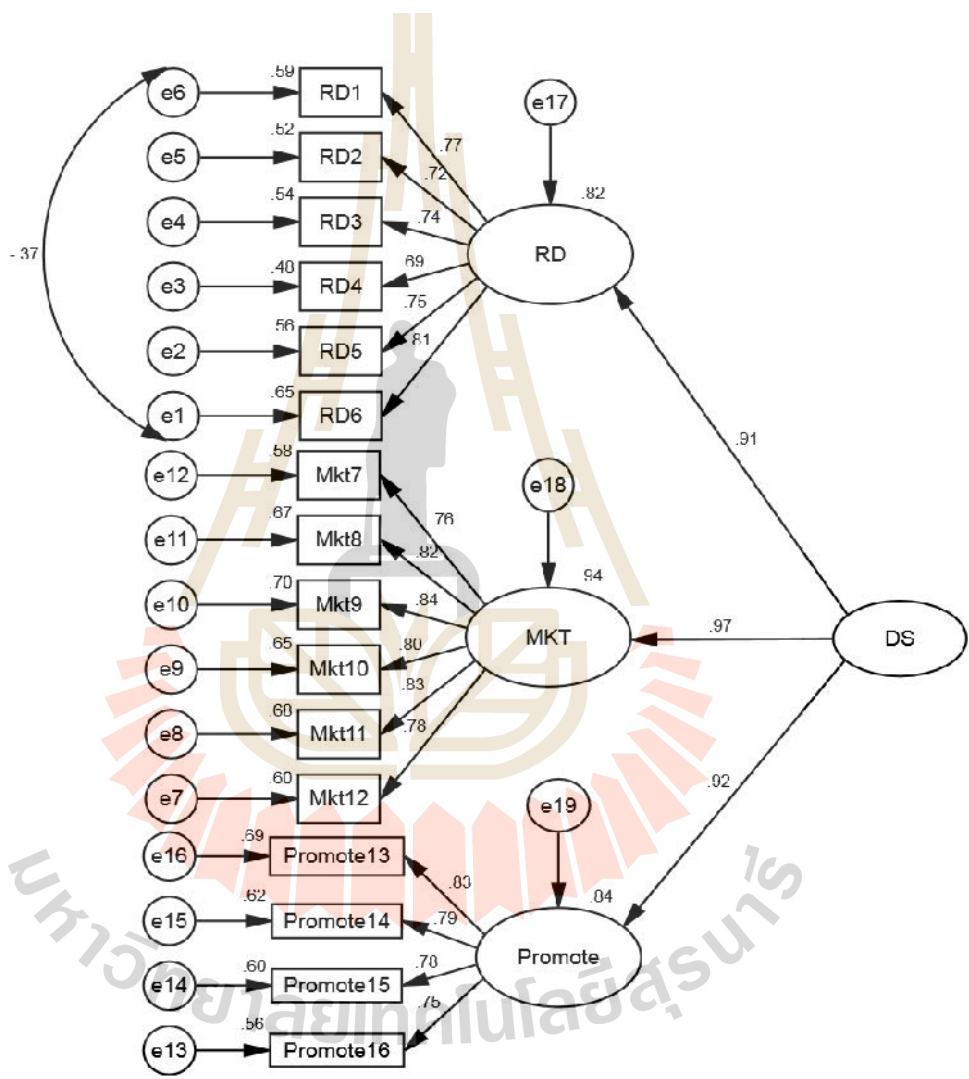 e6 .59 RD1
e5 .52 RD2
e4 .54 RD3
e3 .48 RD4
e2 .56 RD5
e1 .65 RD6
e12 .58 Mkt7
e11 .67 Mkt8
e10 .70 Mkt9
e9 .65 Mkt10
e8 .68 Mkt11
e7 .60 Mkt12
e16 .69 Promote13
e15 .62 Promote14
e14 .60 Promote15
e13 .56 Promote16
-.37
.77
.72
.74
.69
.75
.81
e17
.82
RD
.76
.82
.84
.80
.83
.78
e18
.94
MKT
.83
.79
.78
.75
e19
.84
Promote
.91
.97
.92
DS
มหาวิทยาลัยเทคโนโลยีสุรนารี